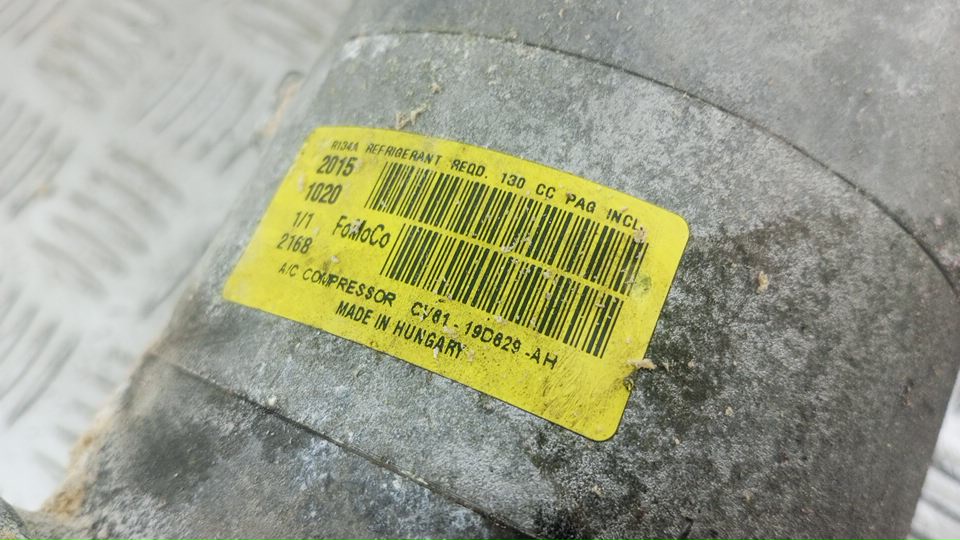 R134A REFRIGERANT REQD. 130 CC PAG INCL.
2015
1020
1/1
2168
FoMoCo
A/C COMPRESSOR CV61-19D629-AH
MADE IN HUNGARY